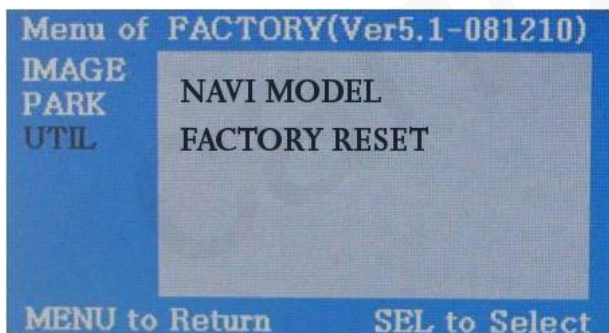 Menu of FACTORY(Ver5.1-081210)
IMAGE
PARK
UTIL
NAVI MODEL
FACTORY RESET
MENU to Return SEL to Select